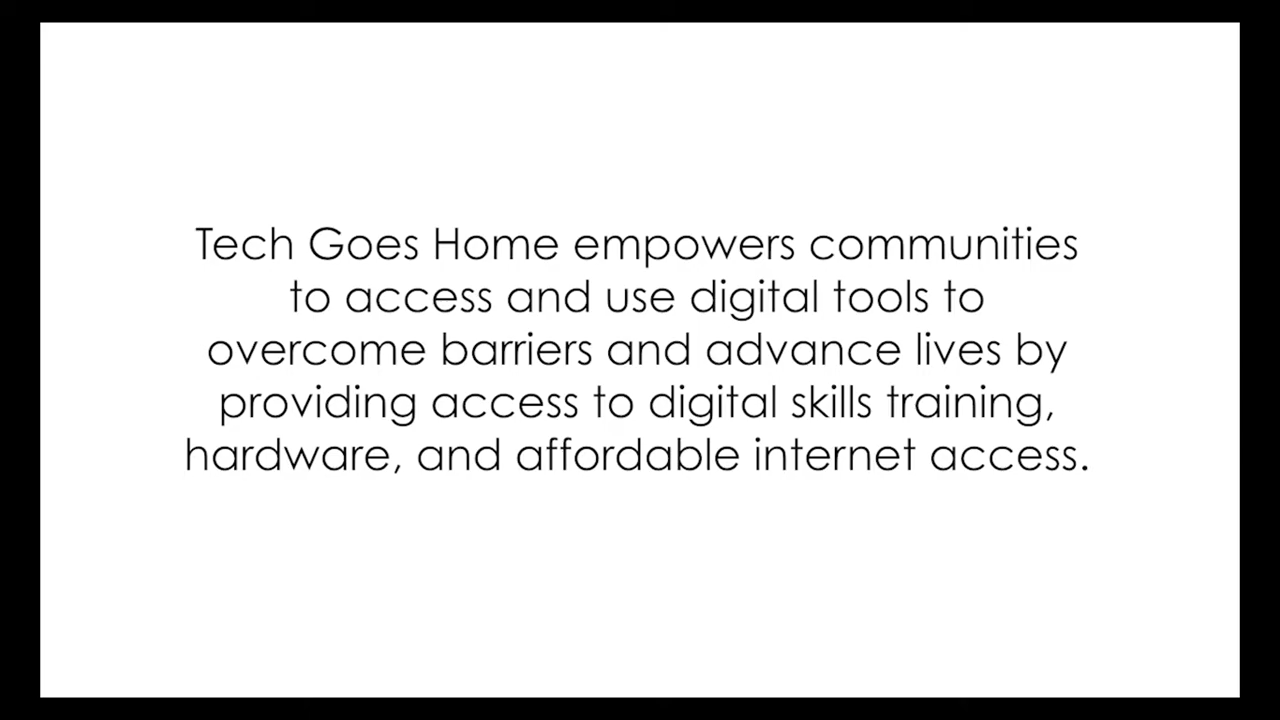 Tech Goes Home empowers communities
to access and use digital tools to
overcome barriers and advance lives by
providing access to digital skills training,
hardware, and affordable internet access.